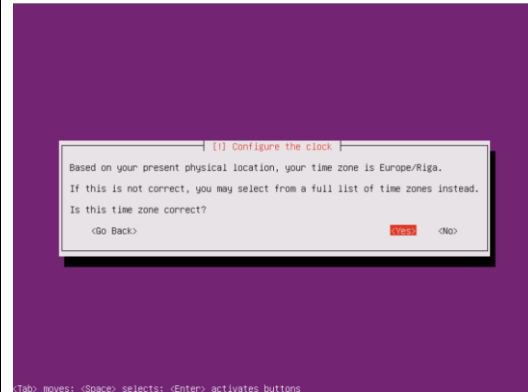 [!] Configure the clock
Based on your present physical location, your time zone is Europe/Riga.
If this is not correct, you may select from a full list of time zones instead.
Is this time zone correct?
<Go Back> <Yes> <No>
<Tab> moves; <Space> selects; <Enter> activates buttons